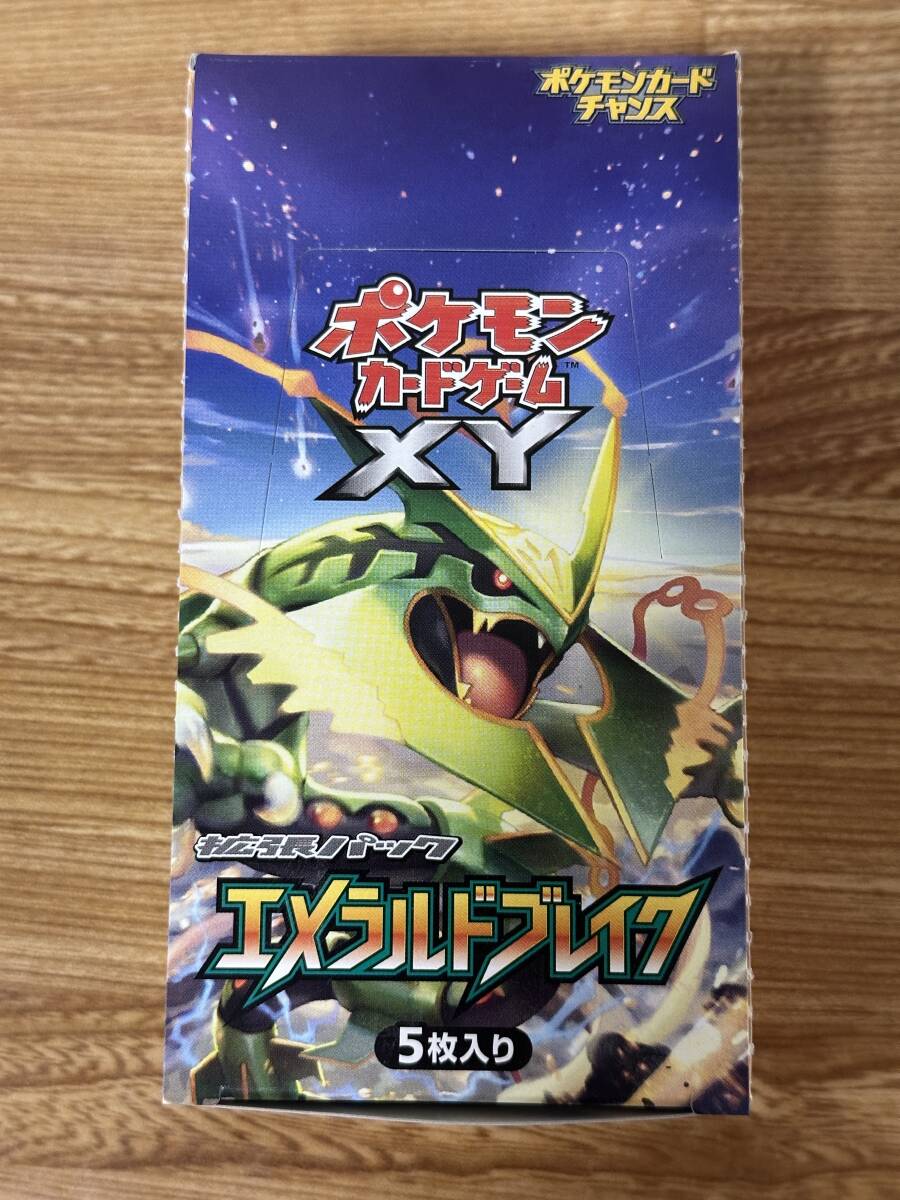 ポケモンカード
チャンス
ポケモン
カードゲーム™
XY
拡張パック
エメラルドブレイク
5枚入り